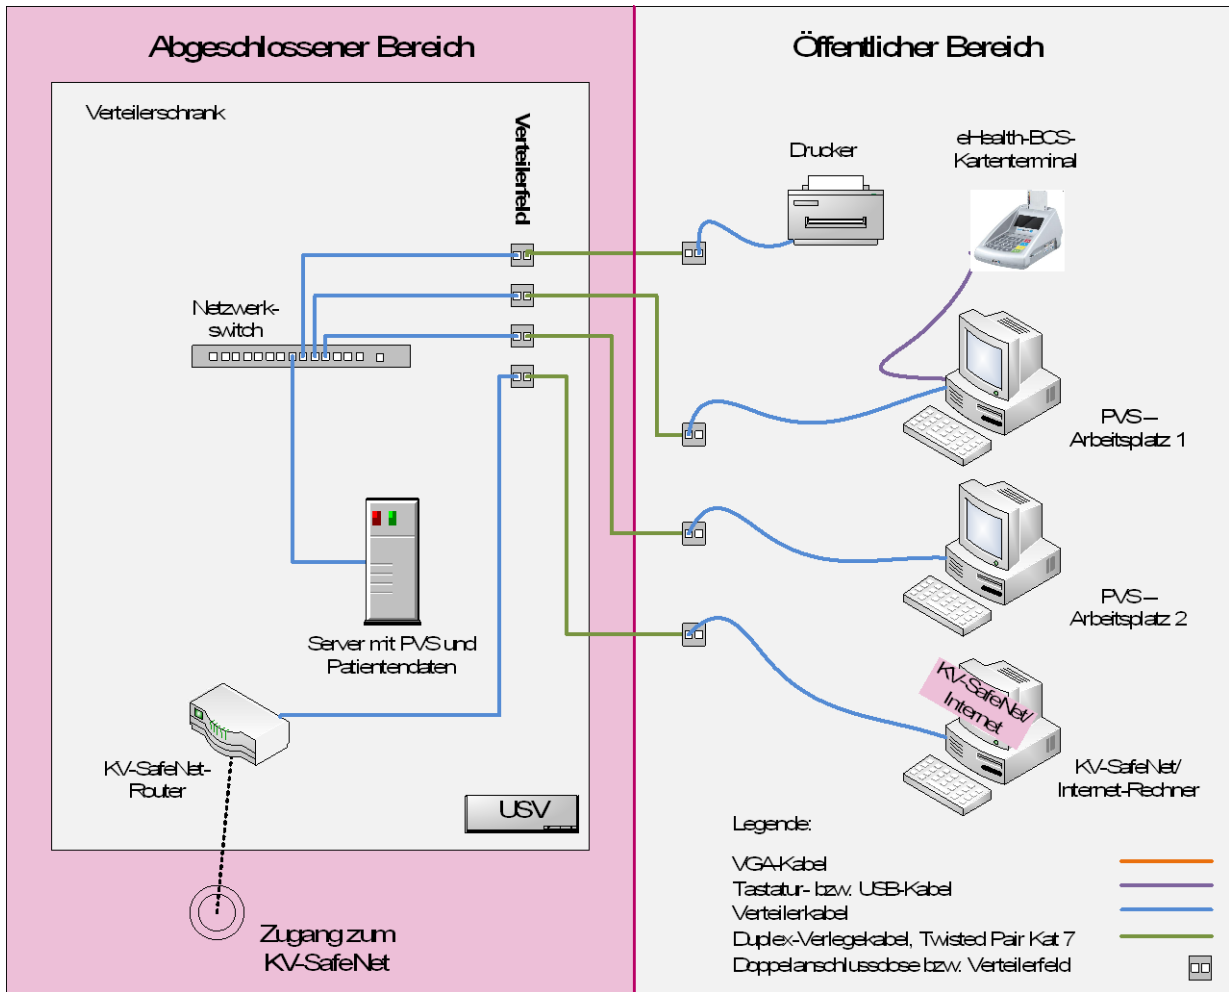 Abgeschlossener Bereich
Öffentlicher Bereich
Verteilerschrank
Verteilerfeld
Drucker
eHealth-BCS-
Kartenterminal
Netzwerk-
switch
PVS –
Arbeitsplatz 1
PVS –
Arbeitsplatz 2
Server mit PVS und
Patientendaten
KV-SafeNet/
Internet
KV-SafeNet-
Router
KV-SafeNet/
Internet-Rechner
USV
Zugang zum
KV-SafeNet
Legende:
VGA-Kabel
Tastatur- bzw. USB-Kabel
Verteilerkabel
Duplex-Verlegekabel, Twisted Pair Kat 7
Doppelanschlussdose bzw. Verteilerfeld